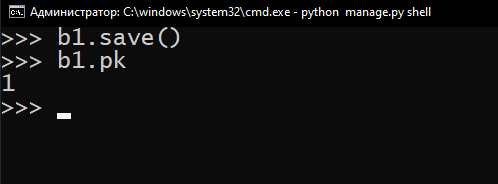 Администратор: C:\windows\system32\cmd.exe - python  manage.py shell
>>> b1.save()
>>> b1.pk
1
>>>